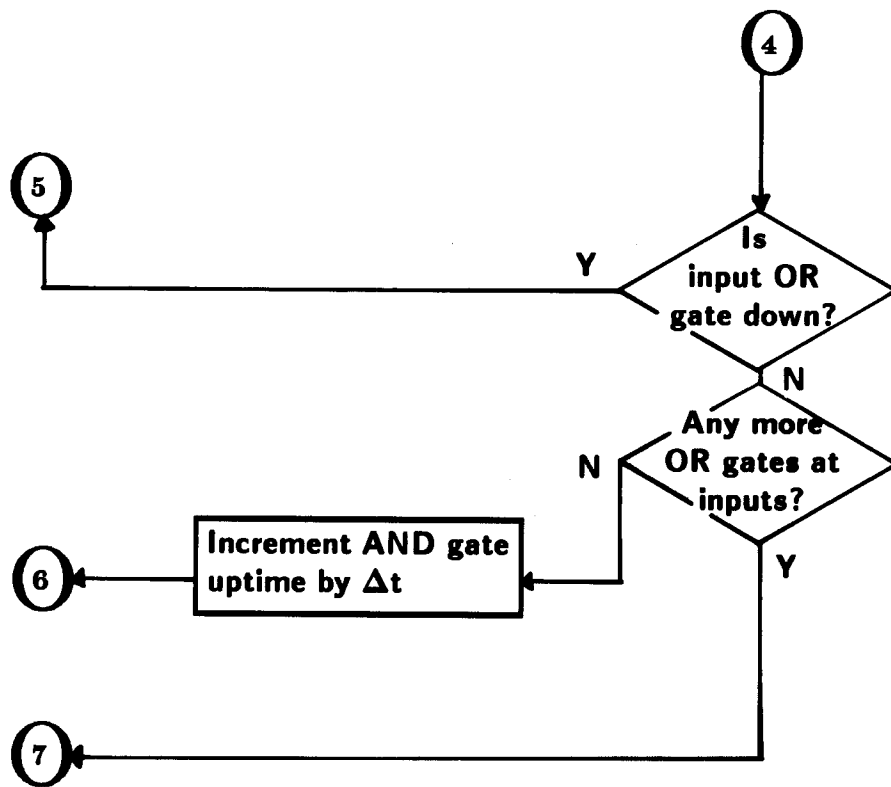 4
5
Y
Is
input OR
gate down?
N
Any more
OR gates at
inputs?
N
Y
Increment AND gate
uptime by Δt
6
7